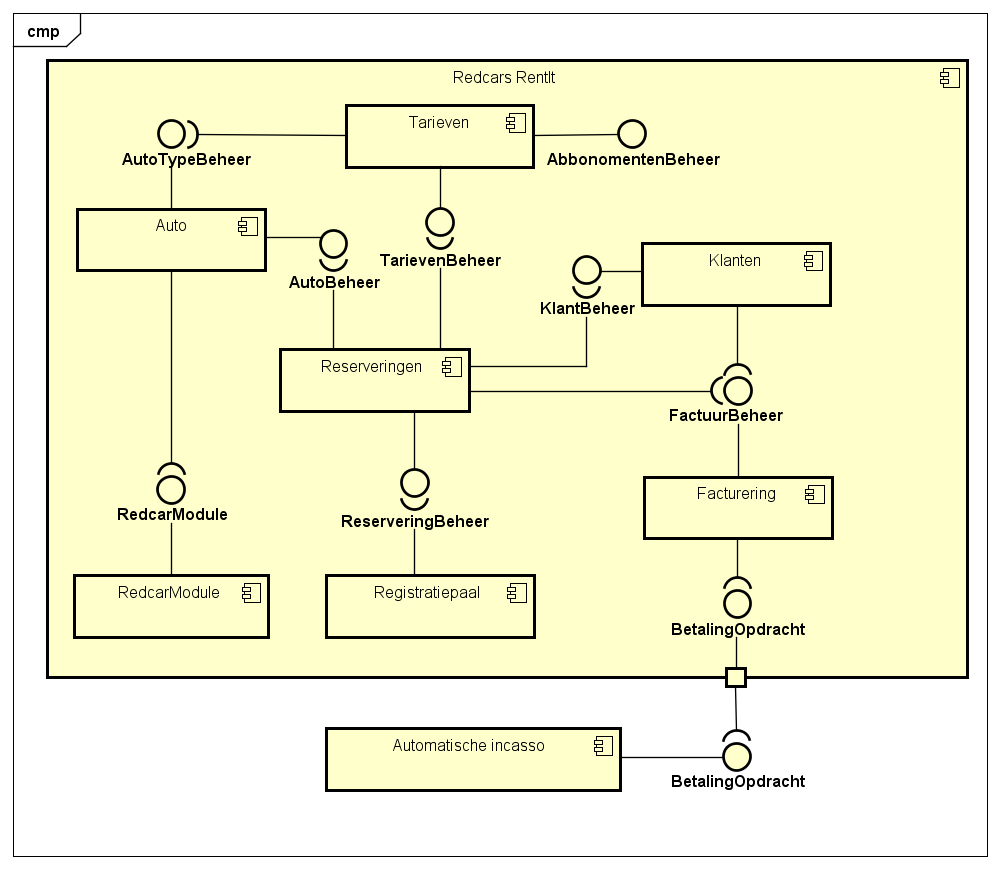 cmp
Redcars RentIt
Tarieven
AutoTypeBeheer
AbbonomentenBeheer
Auto
TarievenBeheer
Klanten
AutoBeheer
KlantBeheer
Reserveringen
FactuurBeheer
Facturering
RedcarModule
ReserveringBeheer
RedcarModule
Registratiepaal
BetalingOpdracht
Automatische incasso
BetalingOpdracht